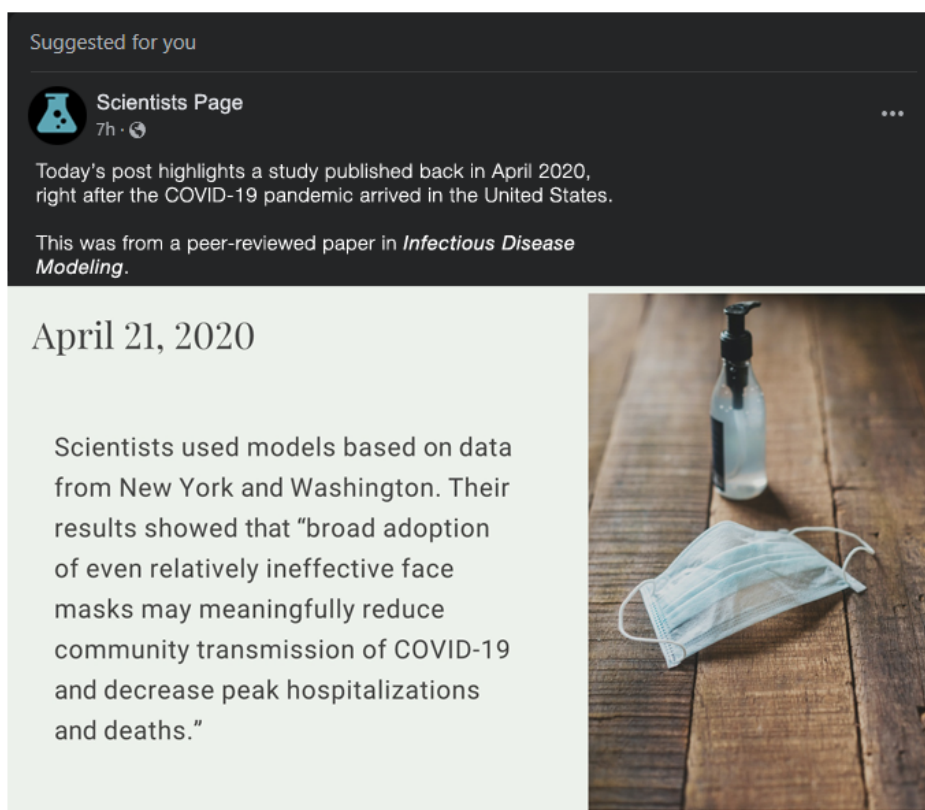 Suggested for you
Scientists Page
7h ·
Today's post highlights a study published back in April 2020,
right after the COVID-19 pandemic arrived in the United States.
This was from a peer-reviewed paper in Infectious Disease
Modeling.
April 21, 2020
Scientists used models based on data
from New York and Washington. Their
results showed that “broad adoption
of even relatively ineffective face
masks may meaningfully reduce
community transmission of COVID-19
and decrease peak hospitalizations
and deaths.”